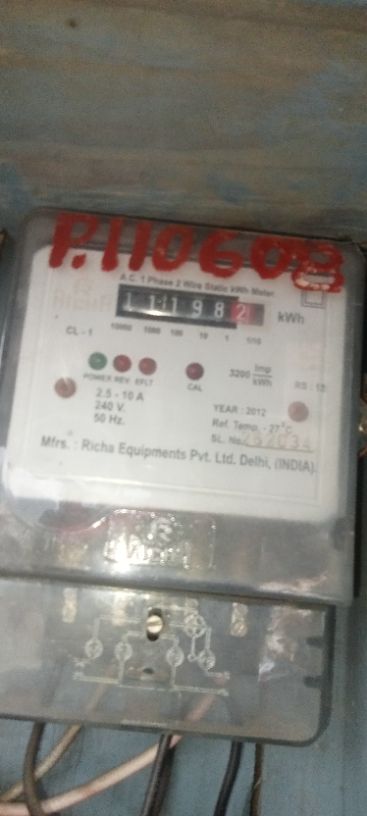 P.110608
A.C. 1 Phase 2 Wire Static kWh Meter
111982 kWh
CL - 1 10000 1000 100 10 1 1/10
POWER REV EFLT CAL 3200 Imp/kWh
2.5 - 10 A
240 V.
50 Hz.
YEAR : 2012
Ref. Temp. - 27°C
SL. No.
Mfrs. : Richa Equipments Pvt. Ltd. Delhi, (INDIA).